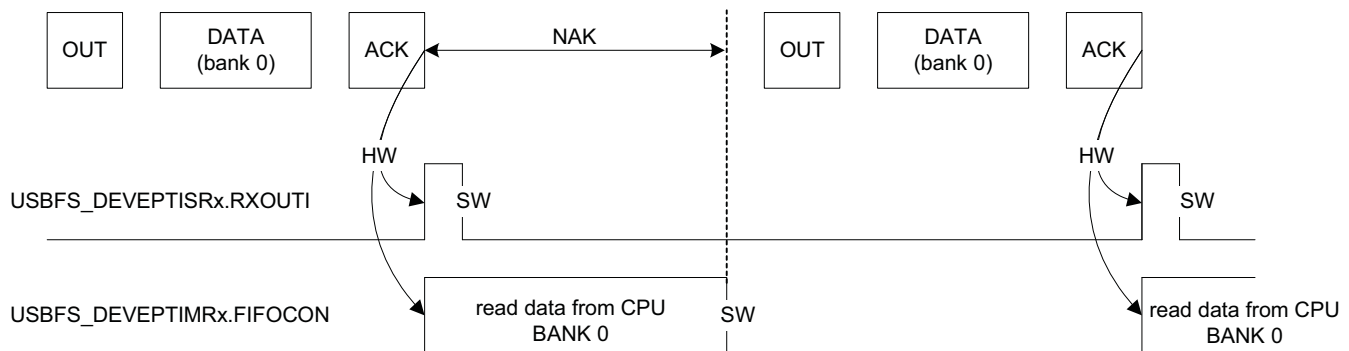 OUT
DATA
(bank 0)
ACK
NAK
OUT
DATA
(bank 0)
ACK
HW
HW
USBFS_DEVEPTISRx.RXOUTI
SW
SW
USBFS_DEVEPTIMRx.FIFOCON
read data from CPU
BANK 0
SW
read data from CPU
BANK 0